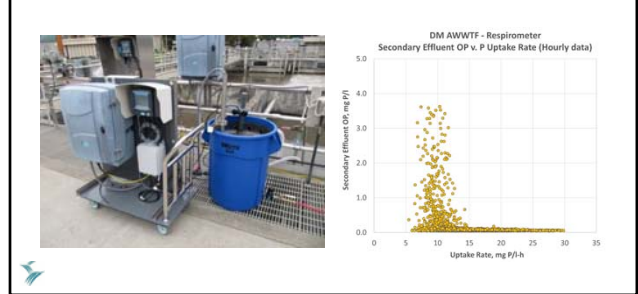 DM AWWTF - Respirometer
Secondary Effluent OP v. P Uptake Rate (Hourly data)
Secondary Effluent OP, mg P/l
5.0
4.0
3.0
2.0
1.0
0.0
0 5 10 15 20 25 30 35
Uptake Rate, mg P/l-h